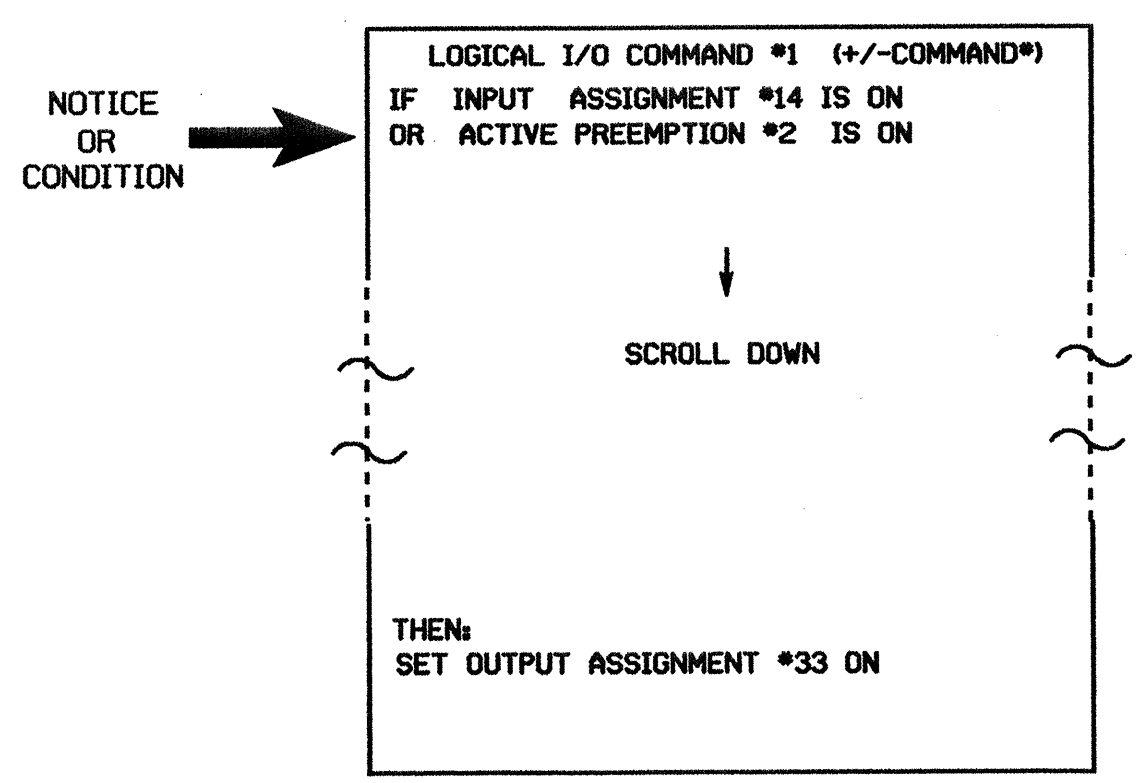 LOGICAL I/O COMMAND #1 (+/-COMMAND#)
NOTICE
OR
CONDITION
IF INPUT ASSIGNMENT #14 IS ON
OR ACTIVE PREEMPTION #2 IS ON
SCROLL DOWN
THEN:
SET OUTPUT ASSIGNMENT #33 ON